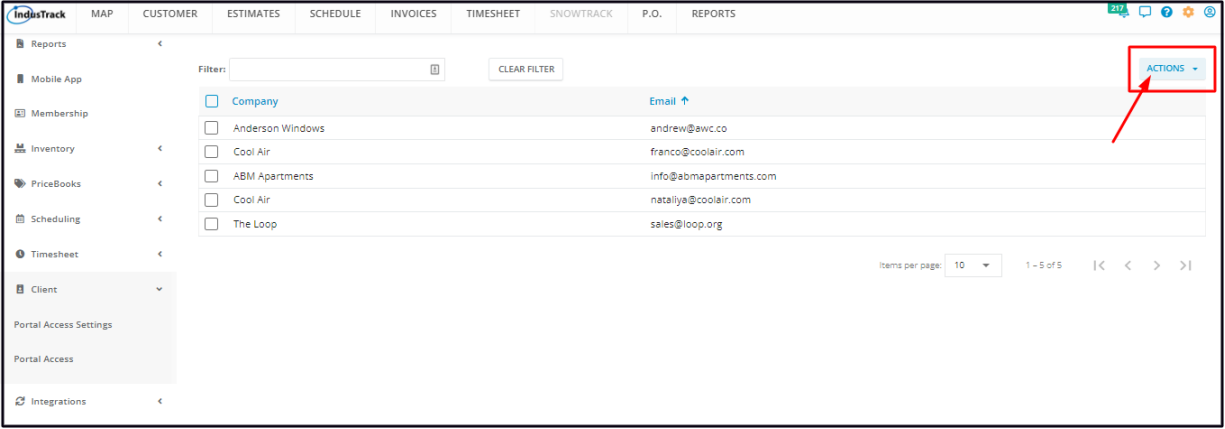 indusTrack MAP CUSTOMER ESTIMATES SCHEDULE INVOICES TIMESHEET SNOWTRACK P.O. REPORTS 217
Reports
Filter: CLEAR FILTER ACTIONS
Mobile App
Company Email
Membership
Anderson Windows andrew@awc.co
Inventory
Cool Air franco@coolair.com
ABM Apartments info@abmapartments.com
PriceBooks
Cool Air nataliya@coolair.com
Scheduling
The Loop sales@loop.org
Timesheet
Items per page: 10 1 – 5 of 5
Client
Portal Access Settings
Portal Access
Integrations